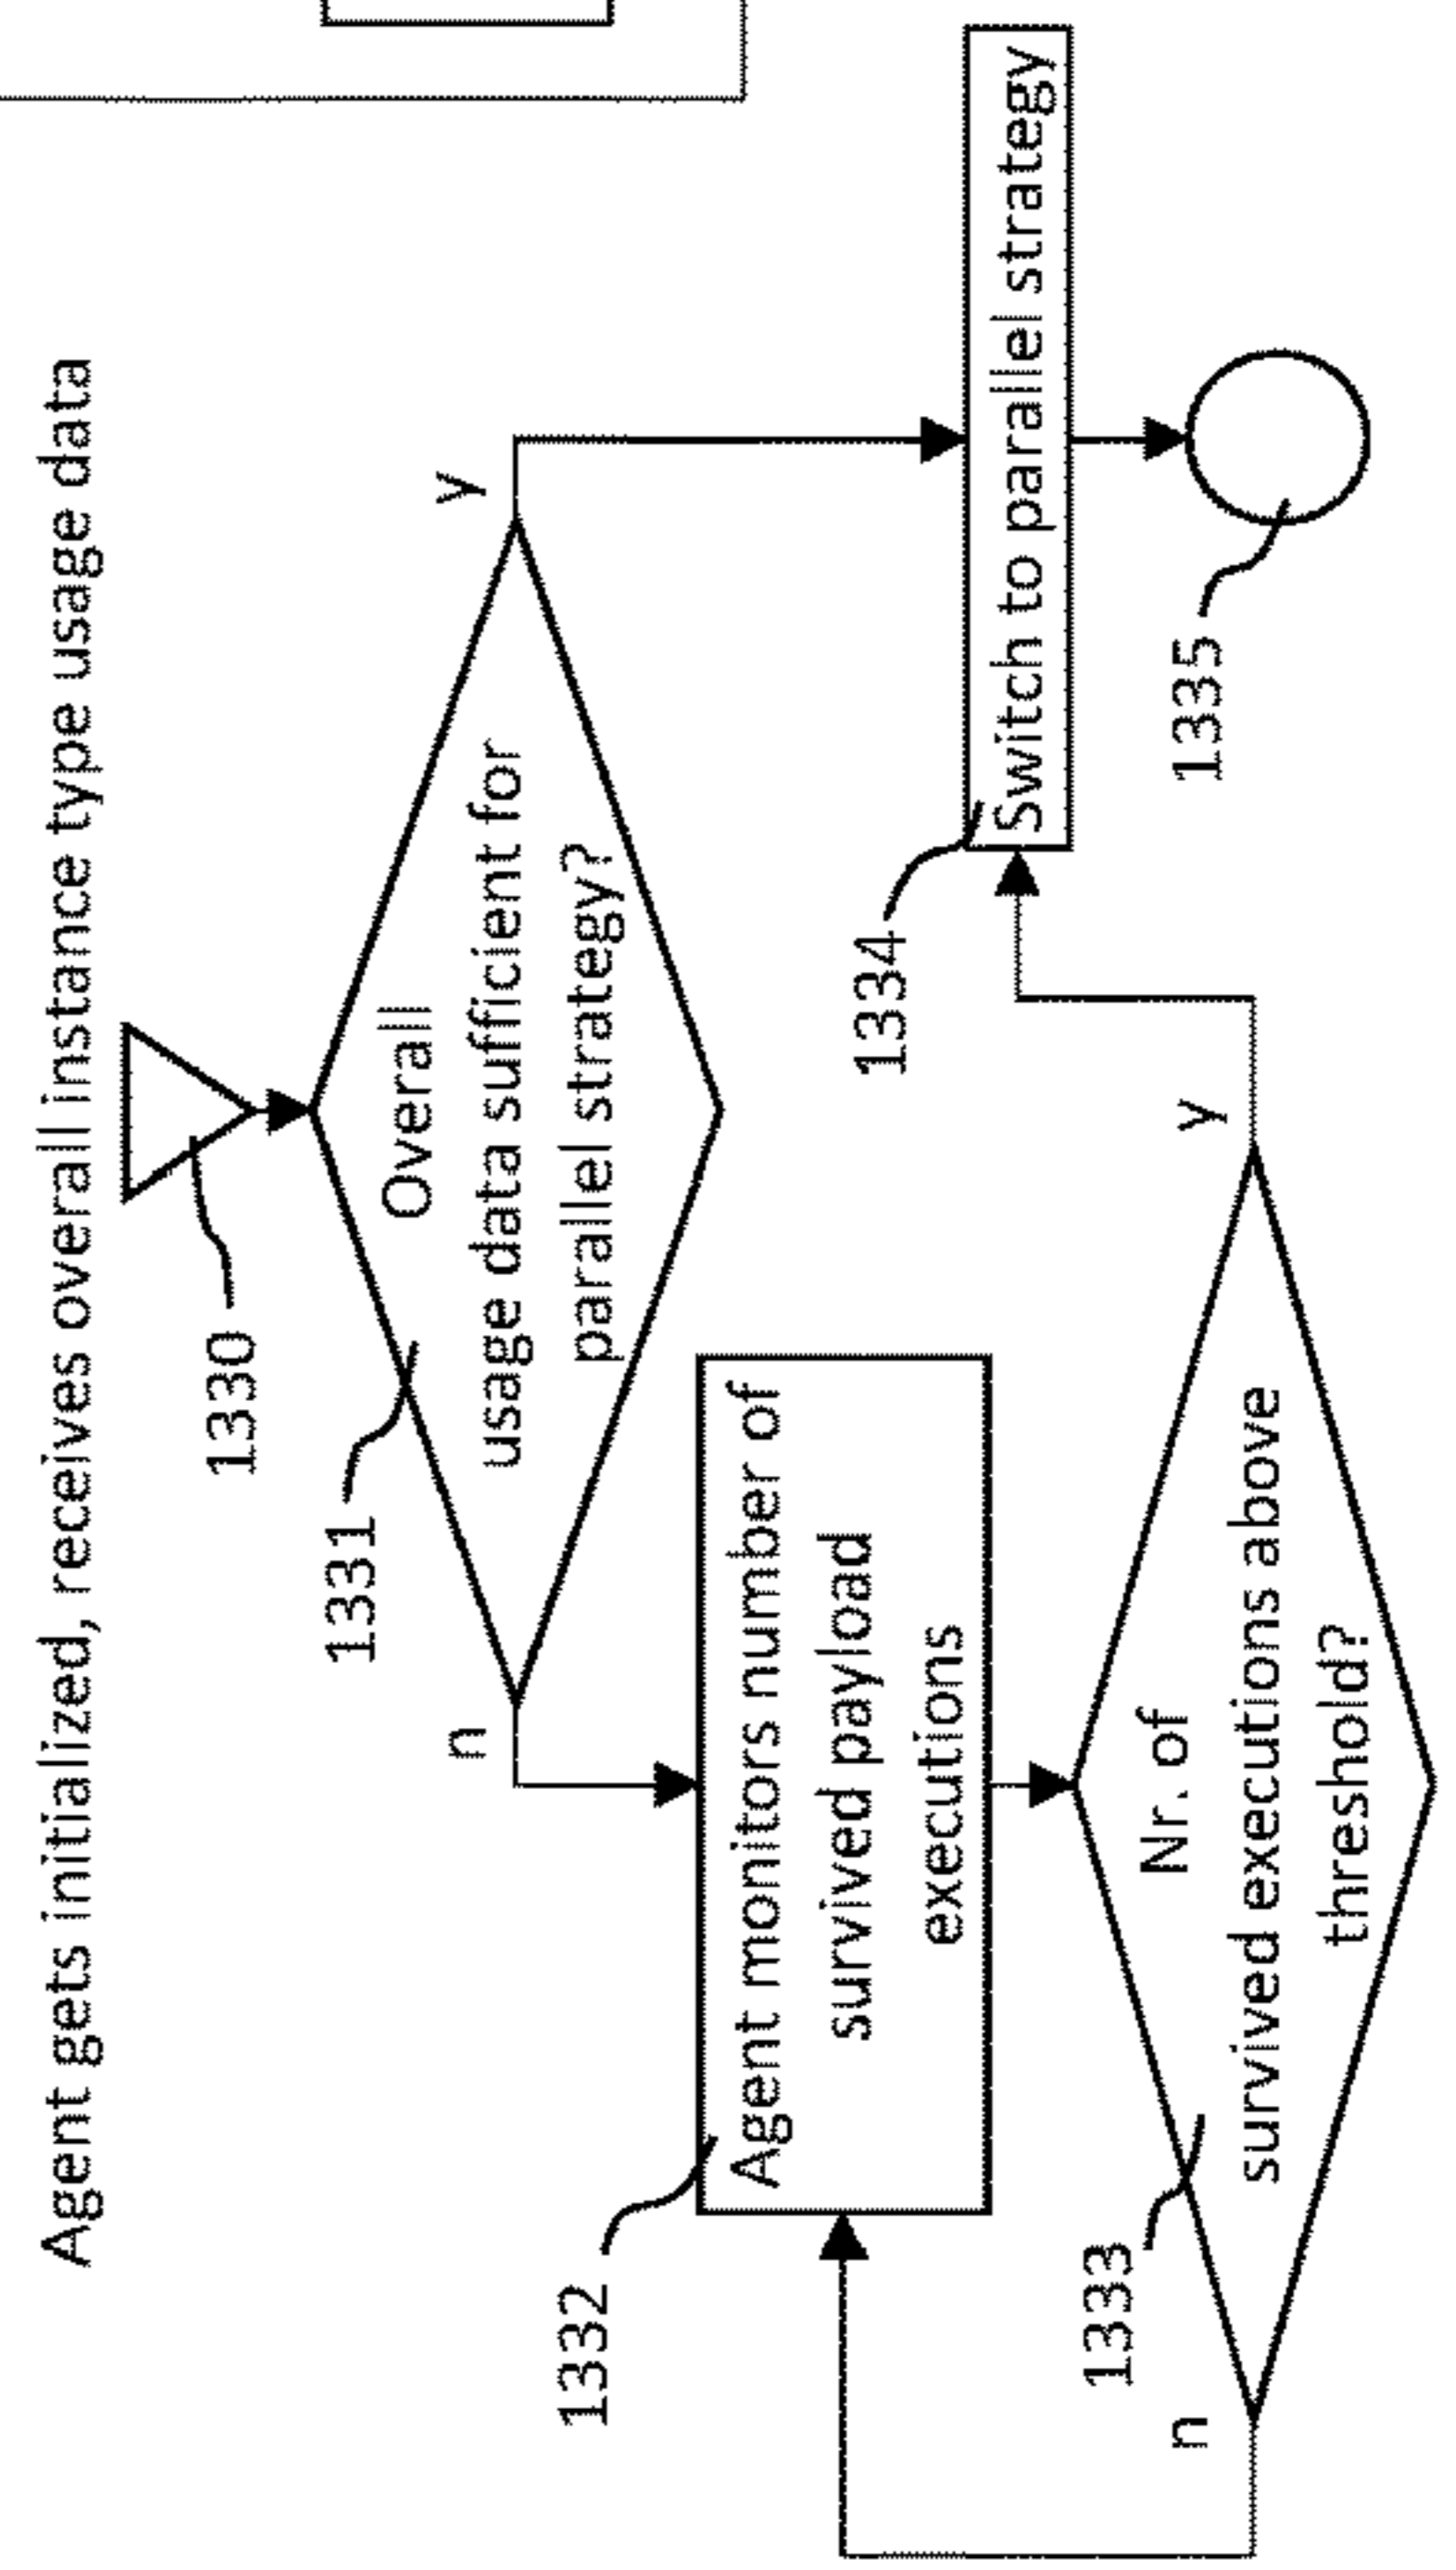 Agent gets initialized, receives overall instance type usage data
1330
1331
Overall
usage data sufficient for
parallel strategy?
n
y
1332
Agent monitors number of
survived payload
executions
1333
Nr. of
survived executions above
threshold?
n
y
1334
Switch to parallel strategy
1335